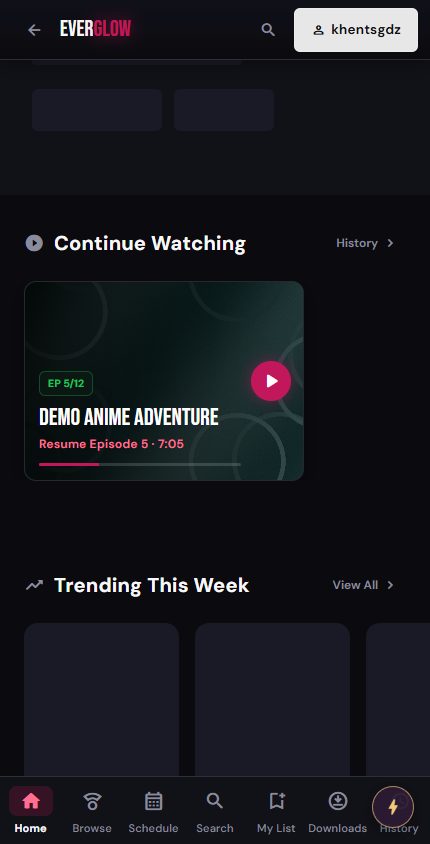 EVERGLOW
khentsgdz
Continue Watching
History
EP 5/12
DEMO ANIME ADVENTURE
Resume Episode 5 · 7:05
Trending This Week
View All
Home
Browse
Schedule
Search
My List
Downloads
History